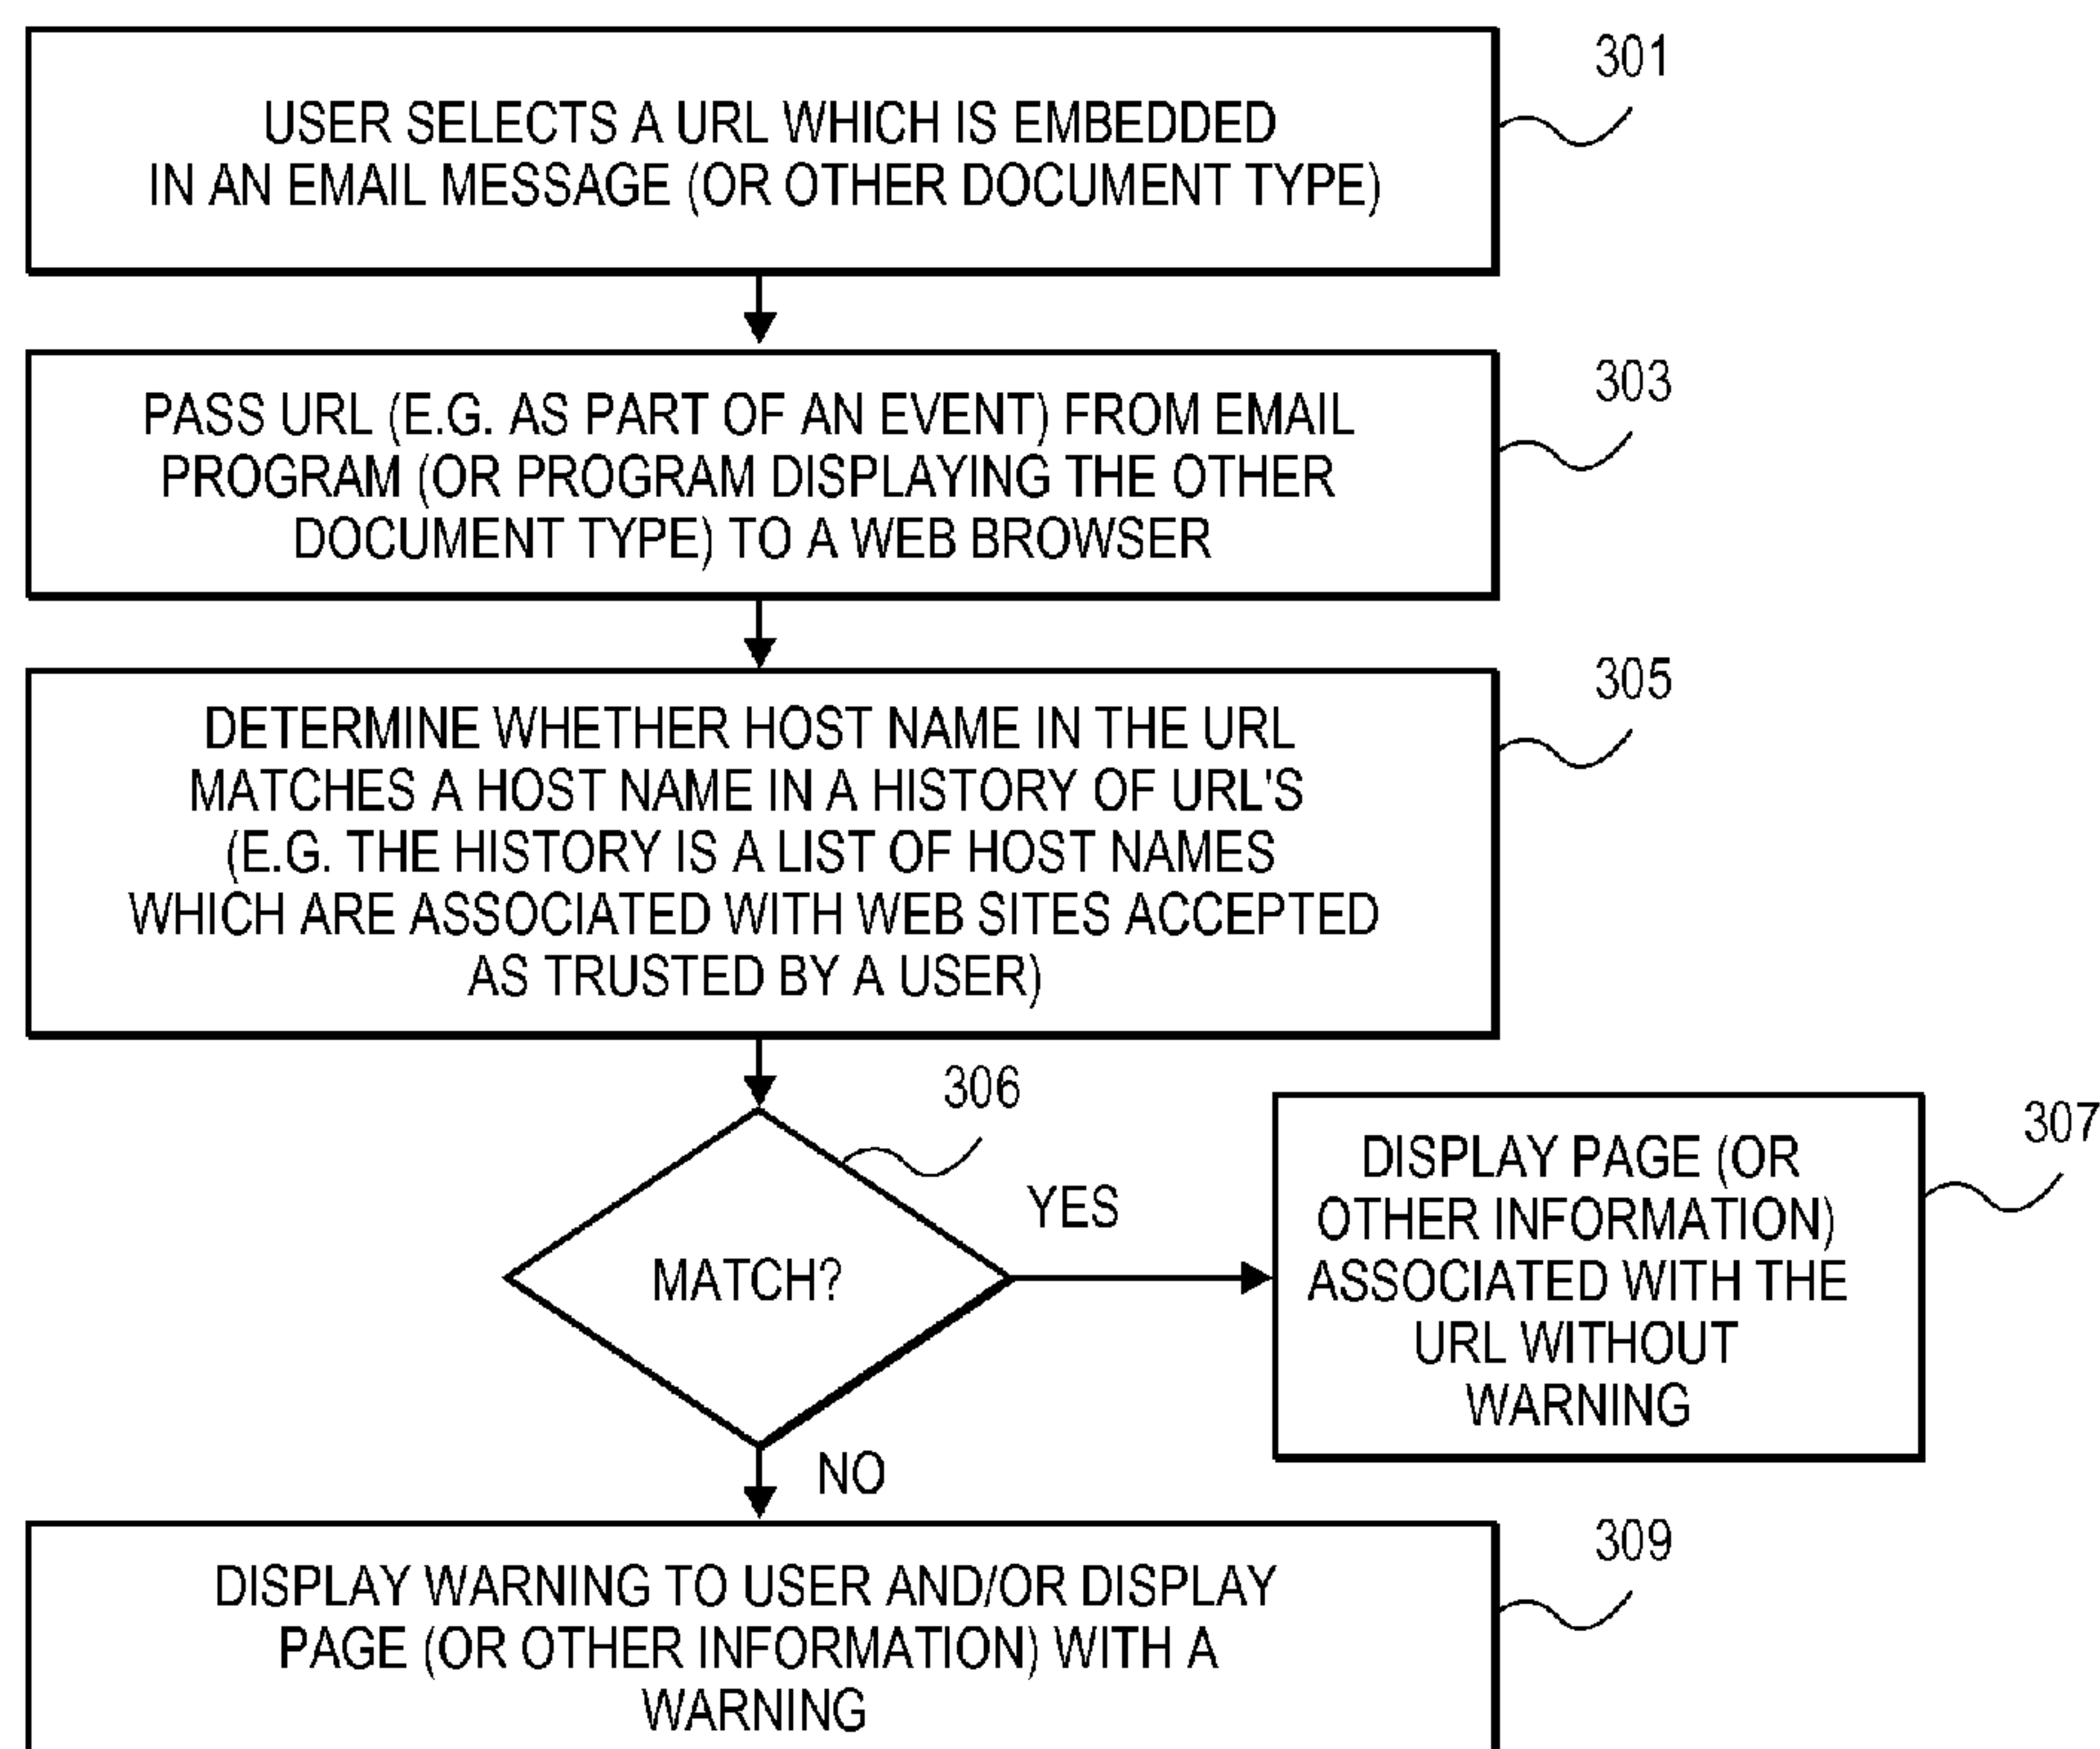 301
USER SELECTS A URL WHICH IS EMBEDDED
IN AN EMAIL MESSAGE (OR OTHER DOCUMENT TYPE)
303
PASS URL (E.G. AS PART OF AN EVENT) FROM EMAIL
PROGRAM (OR PROGRAM DISPLAYING THE OTHER
DOCUMENT TYPE) TO A WEB BROWSER
305
DETERMINE WHETHER HOST NAME IN THE URL
MATCHES A HOST NAME IN A HISTORY OF URL'S
(E.G. THE HISTORY IS A LIST OF HOST NAMES
WHICH ARE ASSOCIATED WITH WEB SITES ACCEPTED
AS TRUSTED BY A USER)
306
MATCH?
YES
307
DISPLAY PAGE (OR
OTHER INFORMATION)
ASSOCIATED WITH THE
URL WITHOUT
WARNING
NO
309
DISPLAY WARNING TO USER AND/OR DISPLAY
PAGE (OR OTHER INFORMATION) WITH A
WARNING